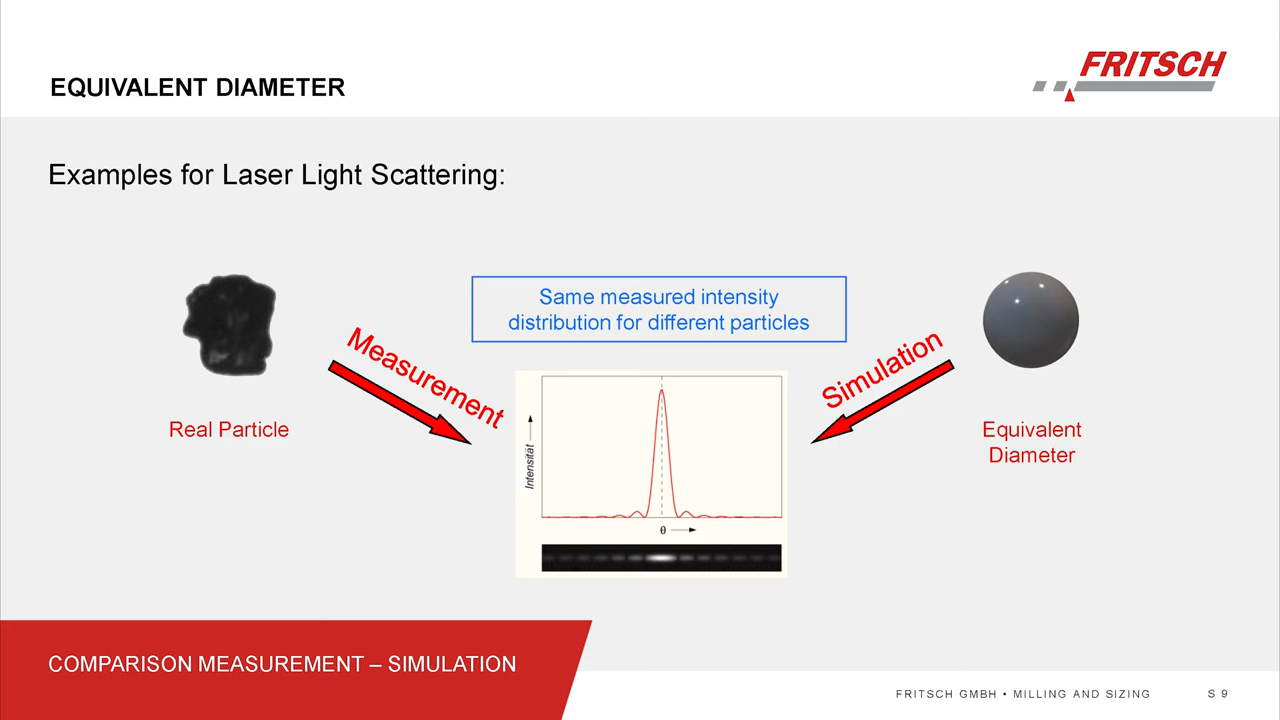 FRITSCH
EQUIVALENT DIAMETER
Examples for Laser Light Scattering:
Same measured intensity
distribution for different particles
Measurement
Simulation
Real Particle
Equivalent
Diameter
Intensität
θ
COMPARISON MEASUREMENT – SIMULATION
FRITSCH GMBH • MILLING AND SIZING
S 9